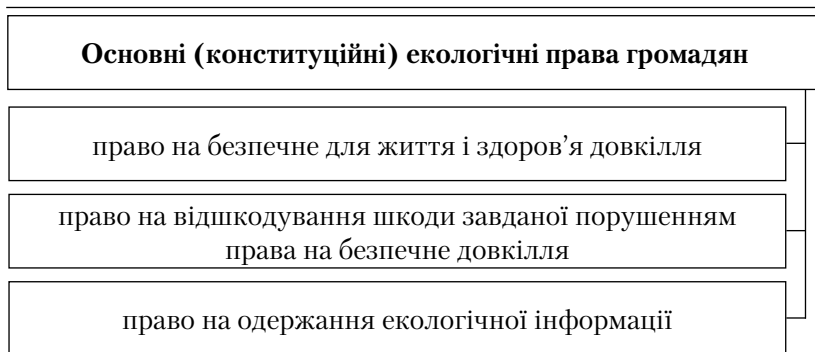 Основні (конституційні) екологічні права громадян
право на безпечне для життя і здоров’я довкілля
право на відшкодування шкоди завданої порушенням
права на безпечне довкілля
право на одержання екологічної інформації